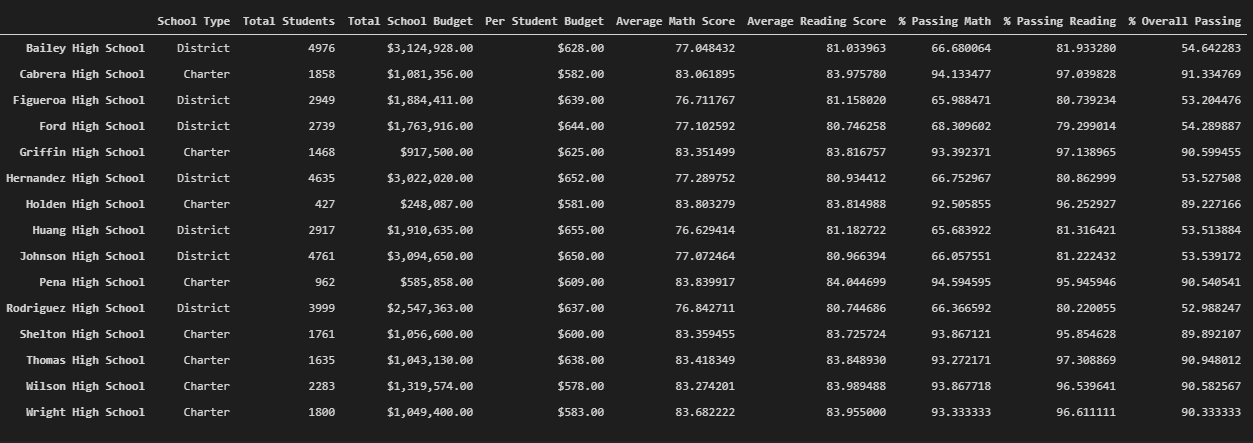 School Type Total Students Total School Budget Per Student Budget Average Math Score Average Reading Score % Passing Math % Passing Reading % Overall Passing
Bailey High School District 4976 $3,124,928.00 $628.00 77.048432 81.033963 66.680064 81.933280 54.642283
Cabrera High School Charter 1858 $1,081,356.00 $582.00 83.061895 83.975780 94.133477 97.039828 91.334769
Figueroa High School District 2949 $1,884,411.00 $639.00 76.711767 81.158020 65.988471 80.739234 53.204476
Ford High School District 2739 $1,763,916.00 $644.00 77.102592 80.746258 68.309602 79.299014 54.289887
Griffin High School Charter 1468 $917,500.00 $625.00 83.351499 83.816757 93.392371 97.138965 90.599455
Hernandez High School District 4635 $3,022,020.00 $652.00 77.289752 80.934412 66.752967 80.862999 53.527508
Holden High School Charter 427 $248,087.00 $581.00 83.803279 83.814988 92.505855 96.252927 89.227166
Huang High School District 2917 $1,910,635.00 $655.00 76.629414 81.182722 65.683922 81.316421 53.513884
Johnson High School District 4761 $3,094,650.00 $650.00 77.072464 80.966394 66.057551 81.222432 53.539172
Pena High School Charter 962 $585,858.00 $609.00 83.839917 84.044699 94.594595 95.945946 90.540541
Rodriguez High School District 3999 $2,547,363.00 $637.00 76.842711 80.744686 66.366592 80.220055 52.988247
Shelton High School Charter 1761 $1,056,600.00 $600.00 83.359455 83.725724 93.867121 95.854628 89.892107
Thomas High School Charter 1635 $1,043,130.00 $638.00 83.418349 83.848930 93.272171 97.308869 90.948012
Wilson High School Charter 2283 $1,319,574.00 $578.00 83.274201 83.989488 93.867718 96.539641 90.582567
Wright High School Charter 1800 $1,049,400.00 $583.00 83.682222 83.955000 93.333333 96.611111 90.333333